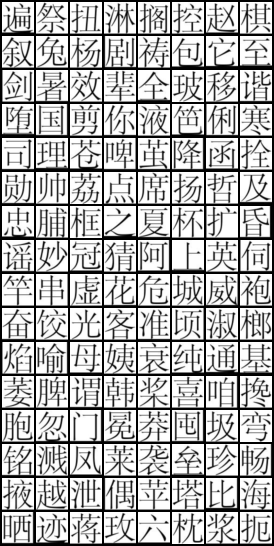 遍祭扭淋搁控赵棋
叙兔杨剧祷包它至
剑暑效辈全玻移谐
堕国剪你液笆俐寒
司理苍啤茧降函拴
勋帅荔点席扬哲及
忠脯框之夏杯扩昏
谣妙冠猜阿上英伺
竿串虚花危城威袍
奋饺光客准顷淑榔
焰喻母姨哀纯通基
萎脾谓韩桨喜咱搀
胞忽门冕莽囤圾弯
铭溅凤莱袭垒珍畅
掖越泄偶苹塔比海
晒迹蒋玫六枕浆扼